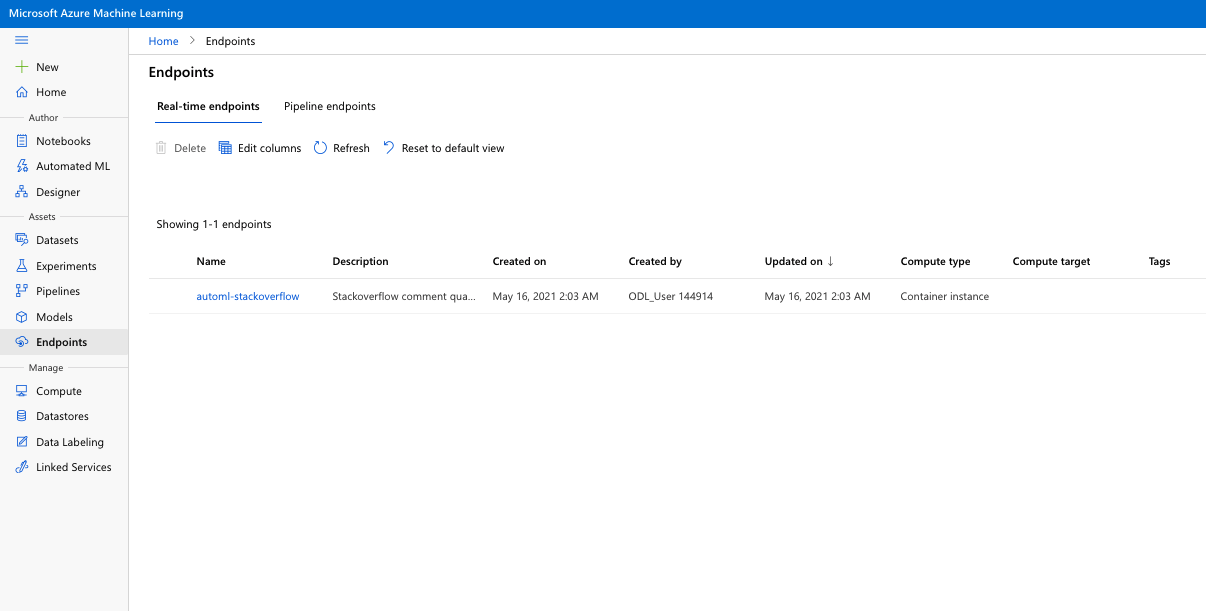 Microsoft Azure Machine Learning
Home > Endpoints
New
Home
Author
Notebooks
Automated ML
Designer
Assets
Datasets
Experiments
Pipelines
Models
Endpoints
Manage
Compute
Datastores
Data Labeling
Linked Services
Endpoints
Real-time endpoints Pipeline endpoints
Delete Edit columns Refresh Reset to default view
Showing 1-1 endpoints
Name Description Created on Created by Updated on ↓ Compute type Compute target Tags
automl-stackoverflow Stackoverflow comment qua... May 16, 2021 2:03 AM ODL_User 144914 May 16, 2021 2:03 AM Container instance